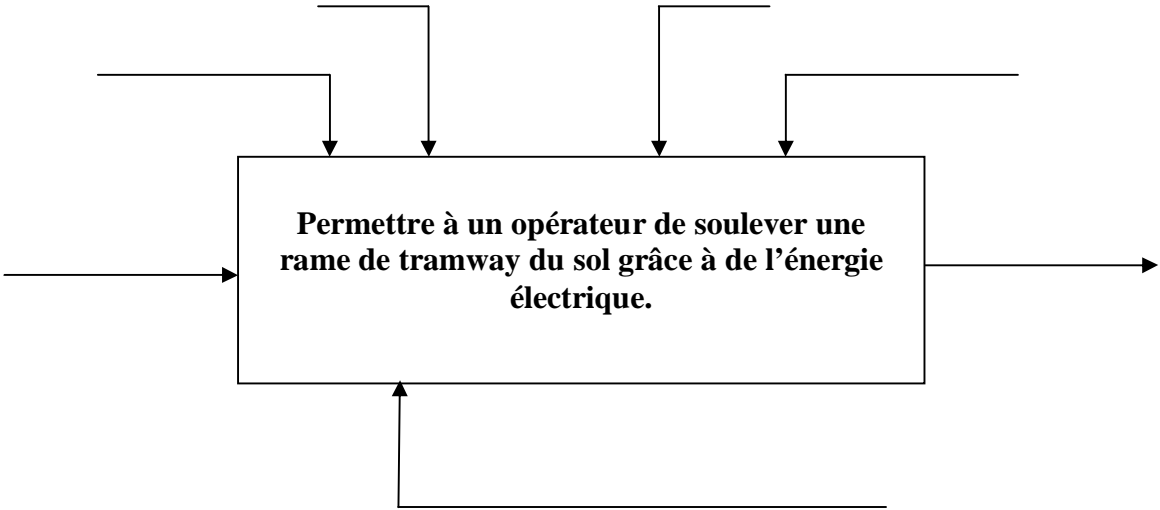 Permettre à un opérateur de soulever une
rame de tramway du sol grâce à de l’énergie
électrique.